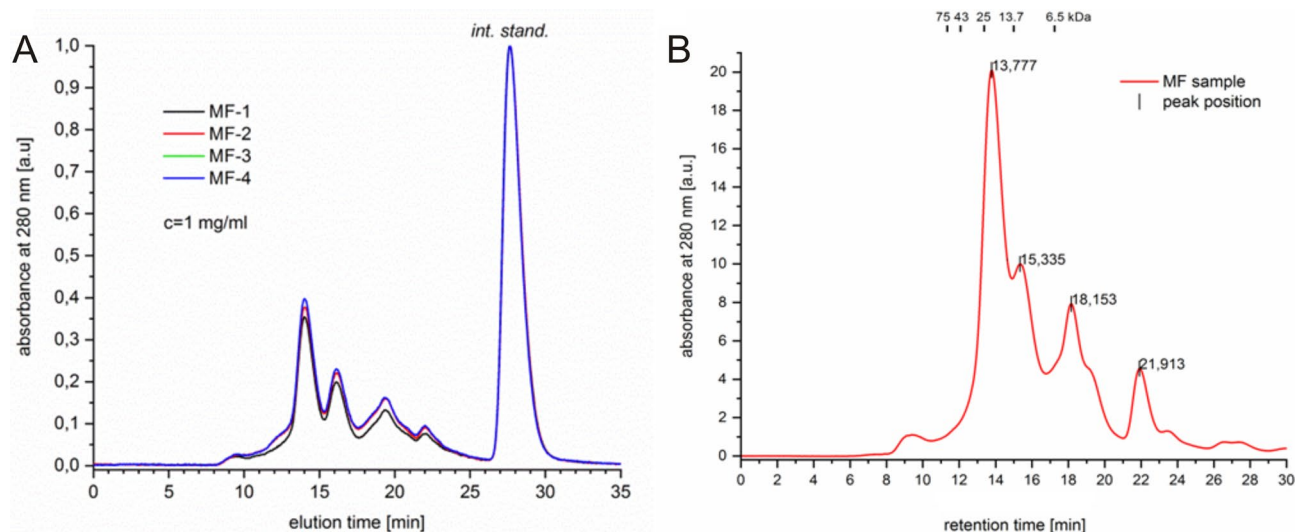 A
int. stand.
1,0
0,9
0,8
0,7
0,6
0,5
0,4
0,3
0,2
0,1
0,0
absorbance at 280 nm [a.u]
MF-1
MF-2
MF-3
MF-4
c=1 mg/ml
0 5 10 15 20 25 30 35
elution time [min]
B
75 43 25 13.7 6.5 kDa
20
18
16
14
12
10
8
6
4
2
0
absorbance at 280 nm [a.u.]
13,777
15,335
18,153
21,913
MF sample
peak position
0 2 4 6 8 10 12 14 16 18 20 22 24 26 28 30
retention time [min]